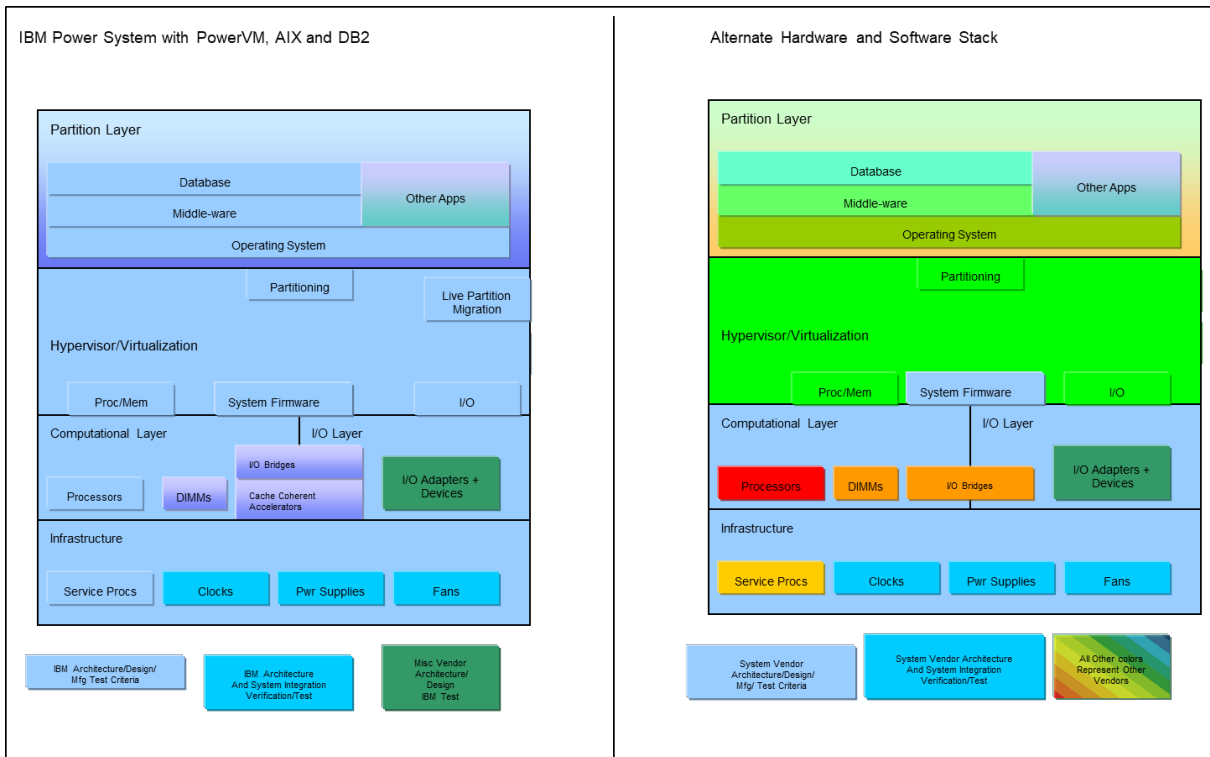 IBM Power System with PowerVM, AIX and DB2
Partition Layer
Database
Other Apps
Middle-ware
Operating System
Partitioning
Live Partition
Migration
Hypervisor/Virtualization
Proc/Mem
System Firmware
I/O
Computational Layer
I/O Layer
I/O Bridges
Processors
DIMMs
Cache Coherent
Accelerators
I/O Adapters +
Devices
Infrastructure
Service Procs
Clocks
Pwr Supplies
Fans
IBM Architecture/Design/
Mfg Test Criteria
IBM Architecture
And System Integration
Verification/Test
Misc Vendor
Architecture/
Design
IBM Test
Alternate Hardware and Software Stack
Partition Layer
Database
Other Apps
Middle-ware
Operating System
Partitioning
Hypervisor/Virtualization
Proc/Mem
System Firmware
I/O
Computational Layer
I/O Layer
Processors
DIMMs
I/O Bridges
I/O Adapters +
Devices
Infrastructure
Service Procs
Clocks
Pwr Supplies
Fans
System Vendor
Architecture/Design/
Mfg/ Test Criteria
System Vendor Architecture
And System Integration
Verification/Test
All Other colors
Represent Other
Vendors